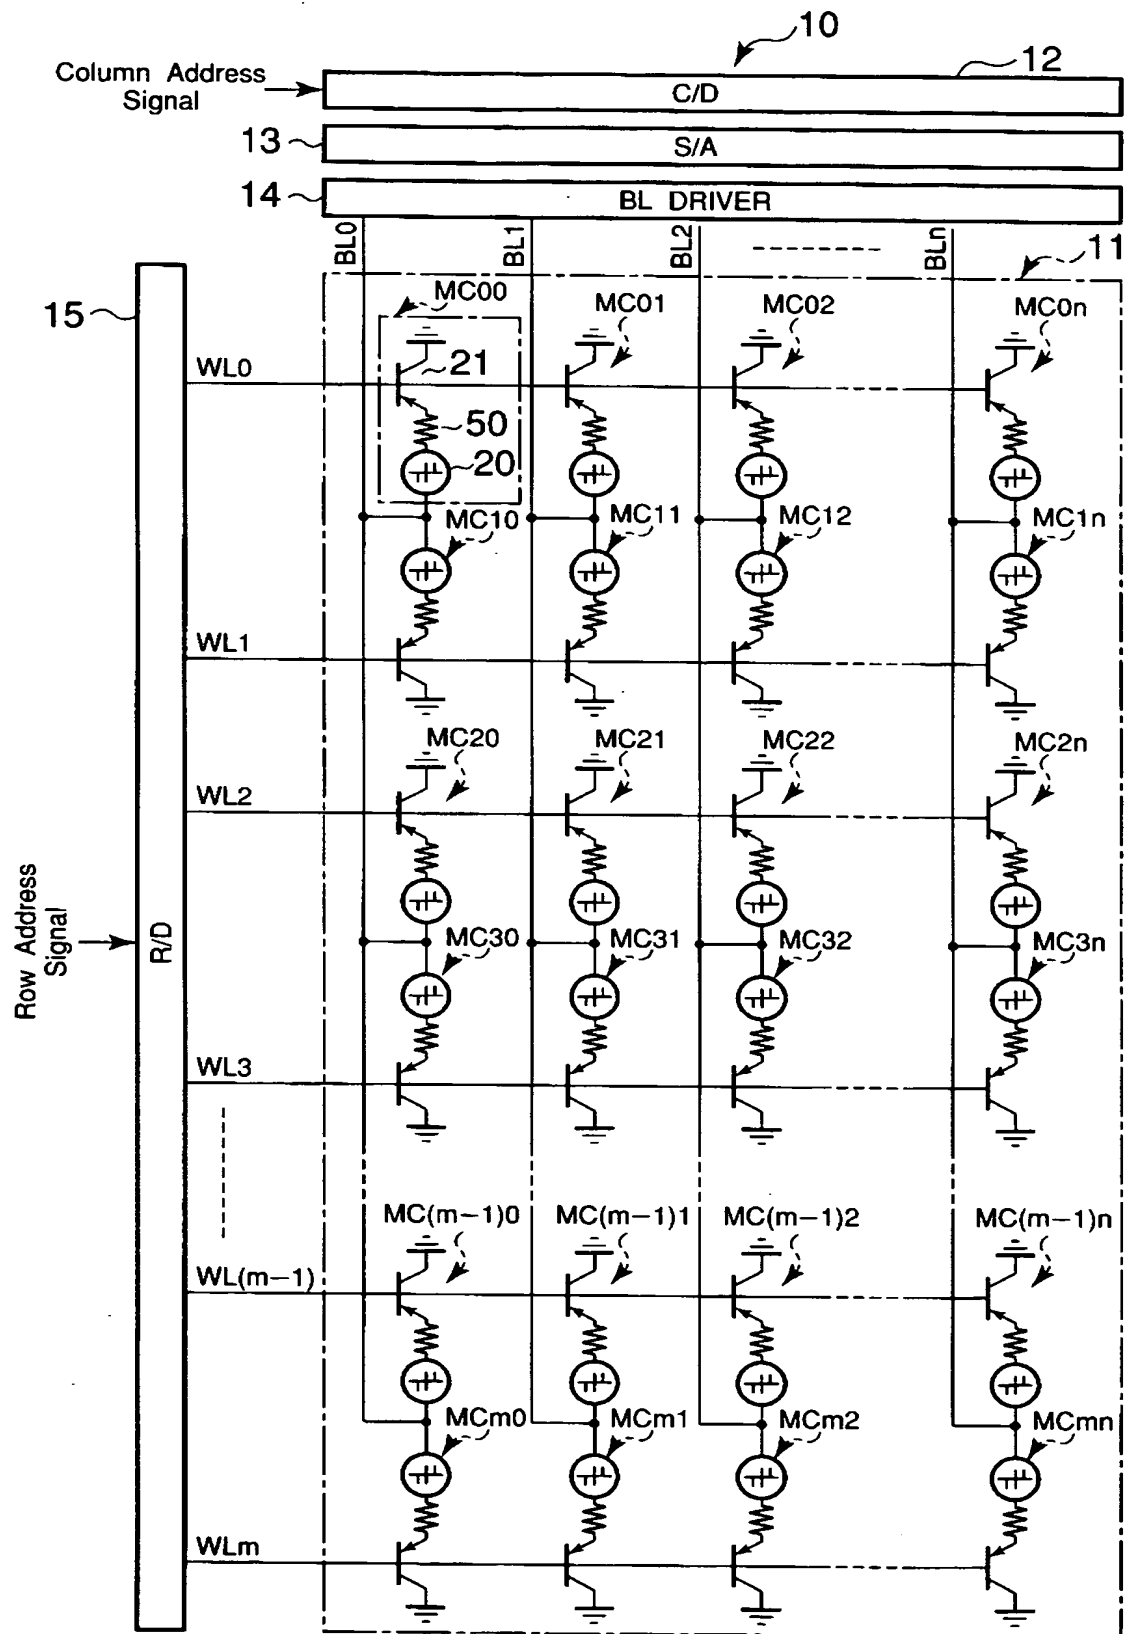 10
Column Address
Signal
12
C/D
13
S/A
14
BL DRIVER
BL0
BL1
BL2
BLn
11
15
MC00
MC01
MC02
MC0n
WL0
21
50
20
MC10
MC11
MC12
MC1n
WL1
MC20
MC21
MC22
MC2n
WL2
Row Address
Signal
R/D
MC30
MC31
MC32
MC3n
WL3
MC(m-1)0
MC(m-1)1
MC(m-1)2
MC(m-1)n
WL(m-1)
MCm0
MCm1
MCm2
MCmn
WLm